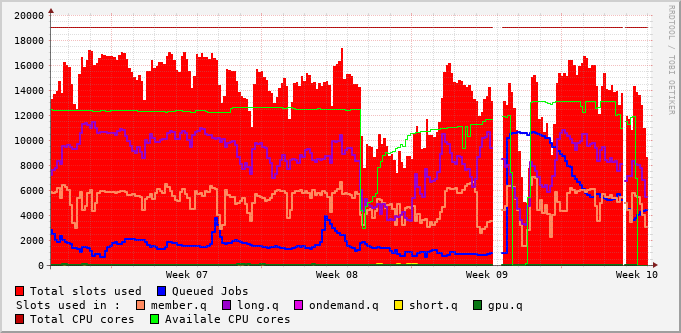 20000
18000
16000
14000
12000
10000
8000
6000
4000
2000
0
Week 07 Week 08 Week 09 Week 10
RRDTOOL / TOBI OETIKER
Total slots used Queued Jobs
Slots used in : member.q long.q ondemand.q short.q gpu.q
Total CPU cores Availale CPU cores